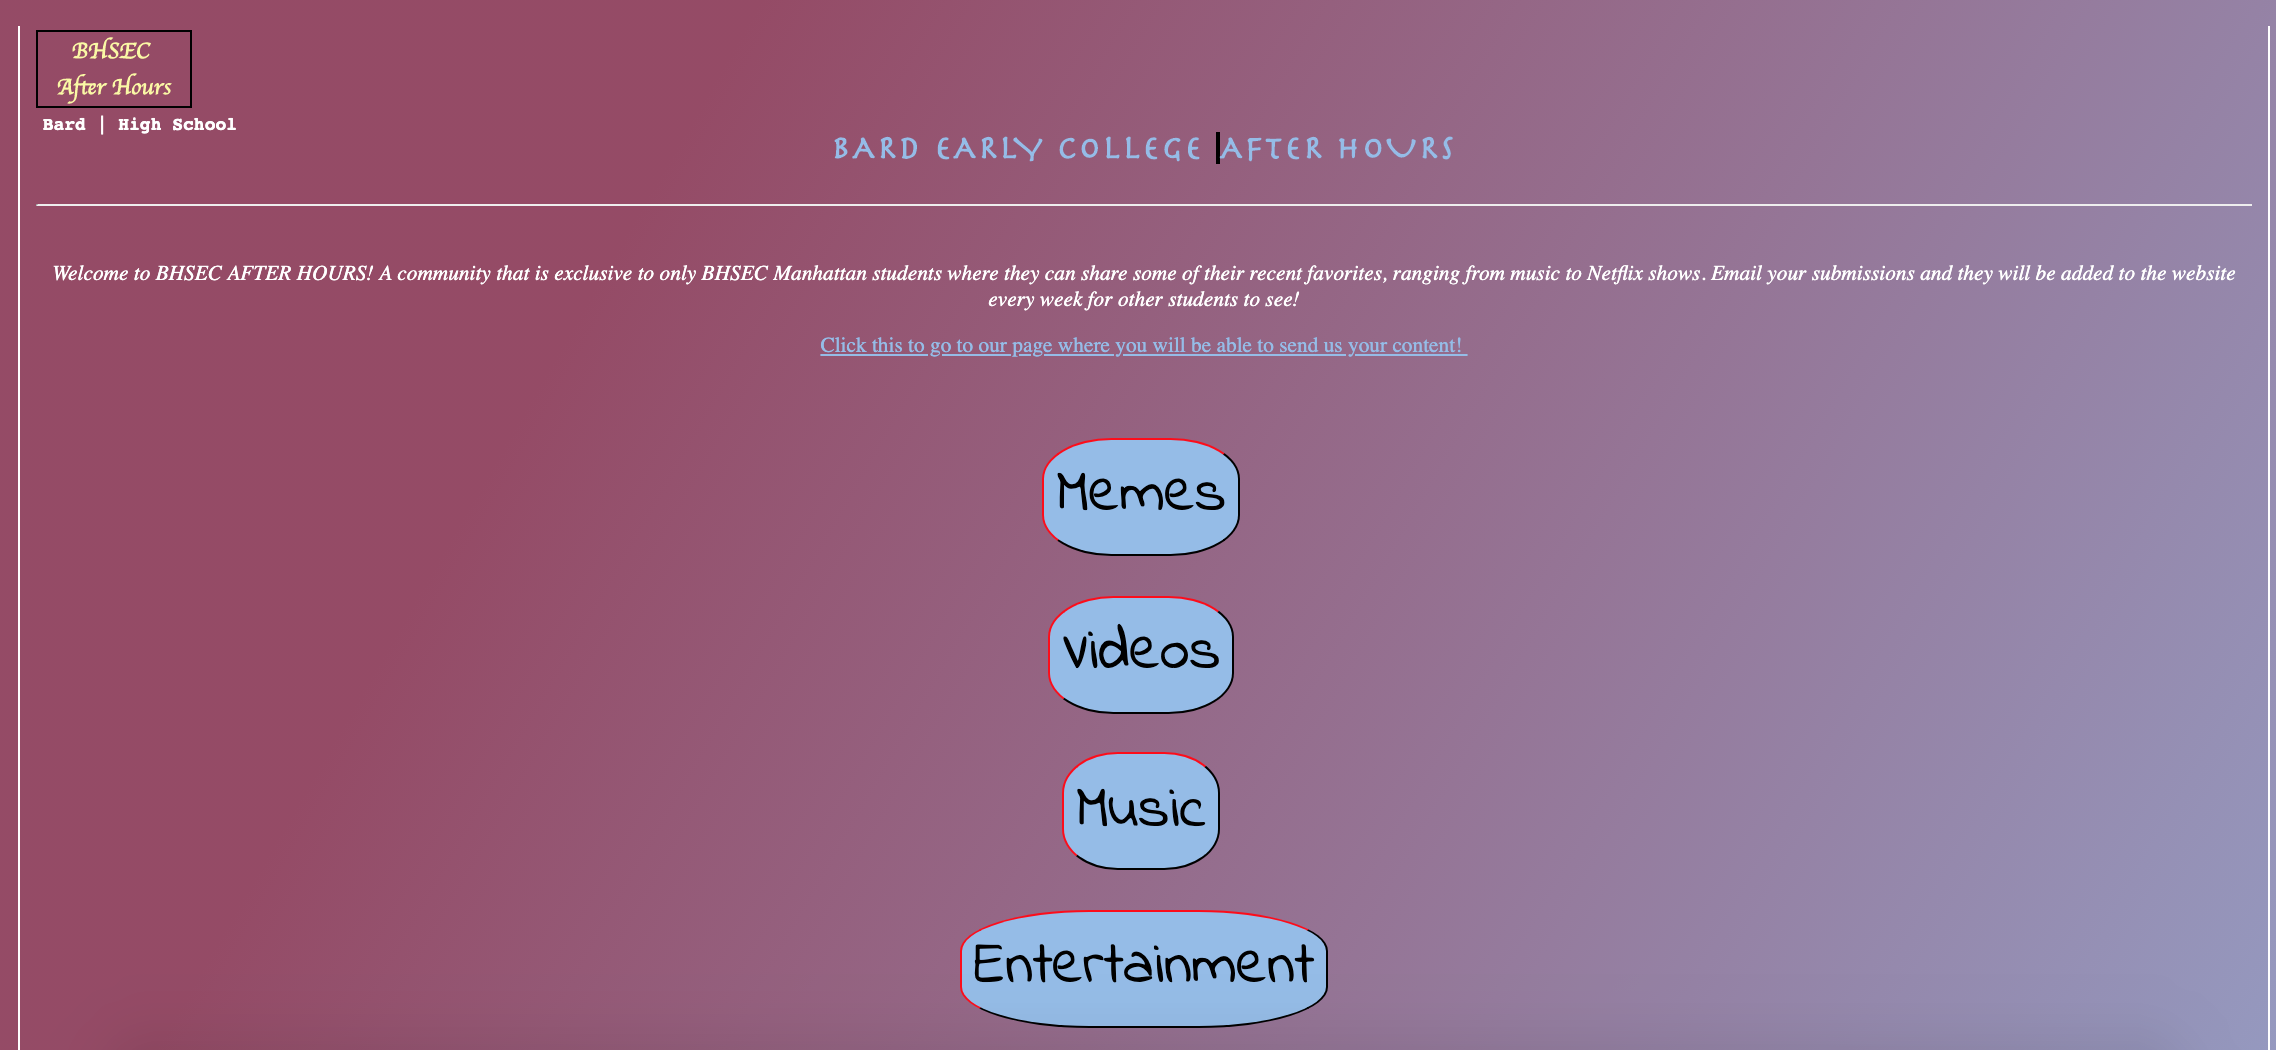 BHSEC
After Hours
Bard | High School
BARD EARLY COLLEGE |AFTER HOURS
Welcome to BHSEC AFTER HOURS! A community that is exclusive to only BHSEC Manhattan students where they can share some of their recent favorites, ranging from music to Netflix shows. Email your submissions and they will be added to the website
every week for other students to see!
Click this to go to our page where you will be able to send us your content!
Memes
Videos
Music
Entertainment